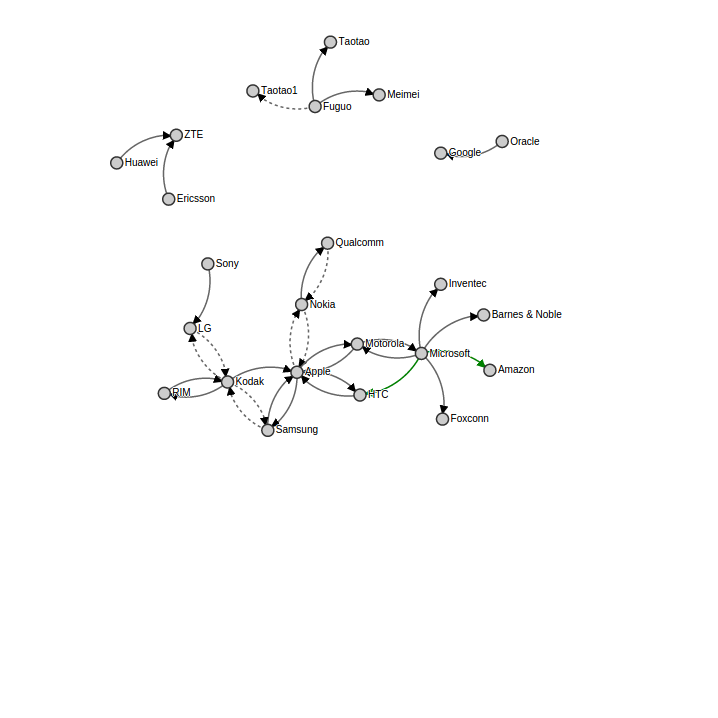 Taotao
Taotao1
Meimei
Fuguo
ZTE
Oracle
Google
Huawei
Ericsson
Qualcomm
Sony
Inventec
Nokia
Barnes & Noble
LG
Motorola
Microsoft
Amazon
Apple
Kodak
RIM
HTC
Foxconn
Samsung